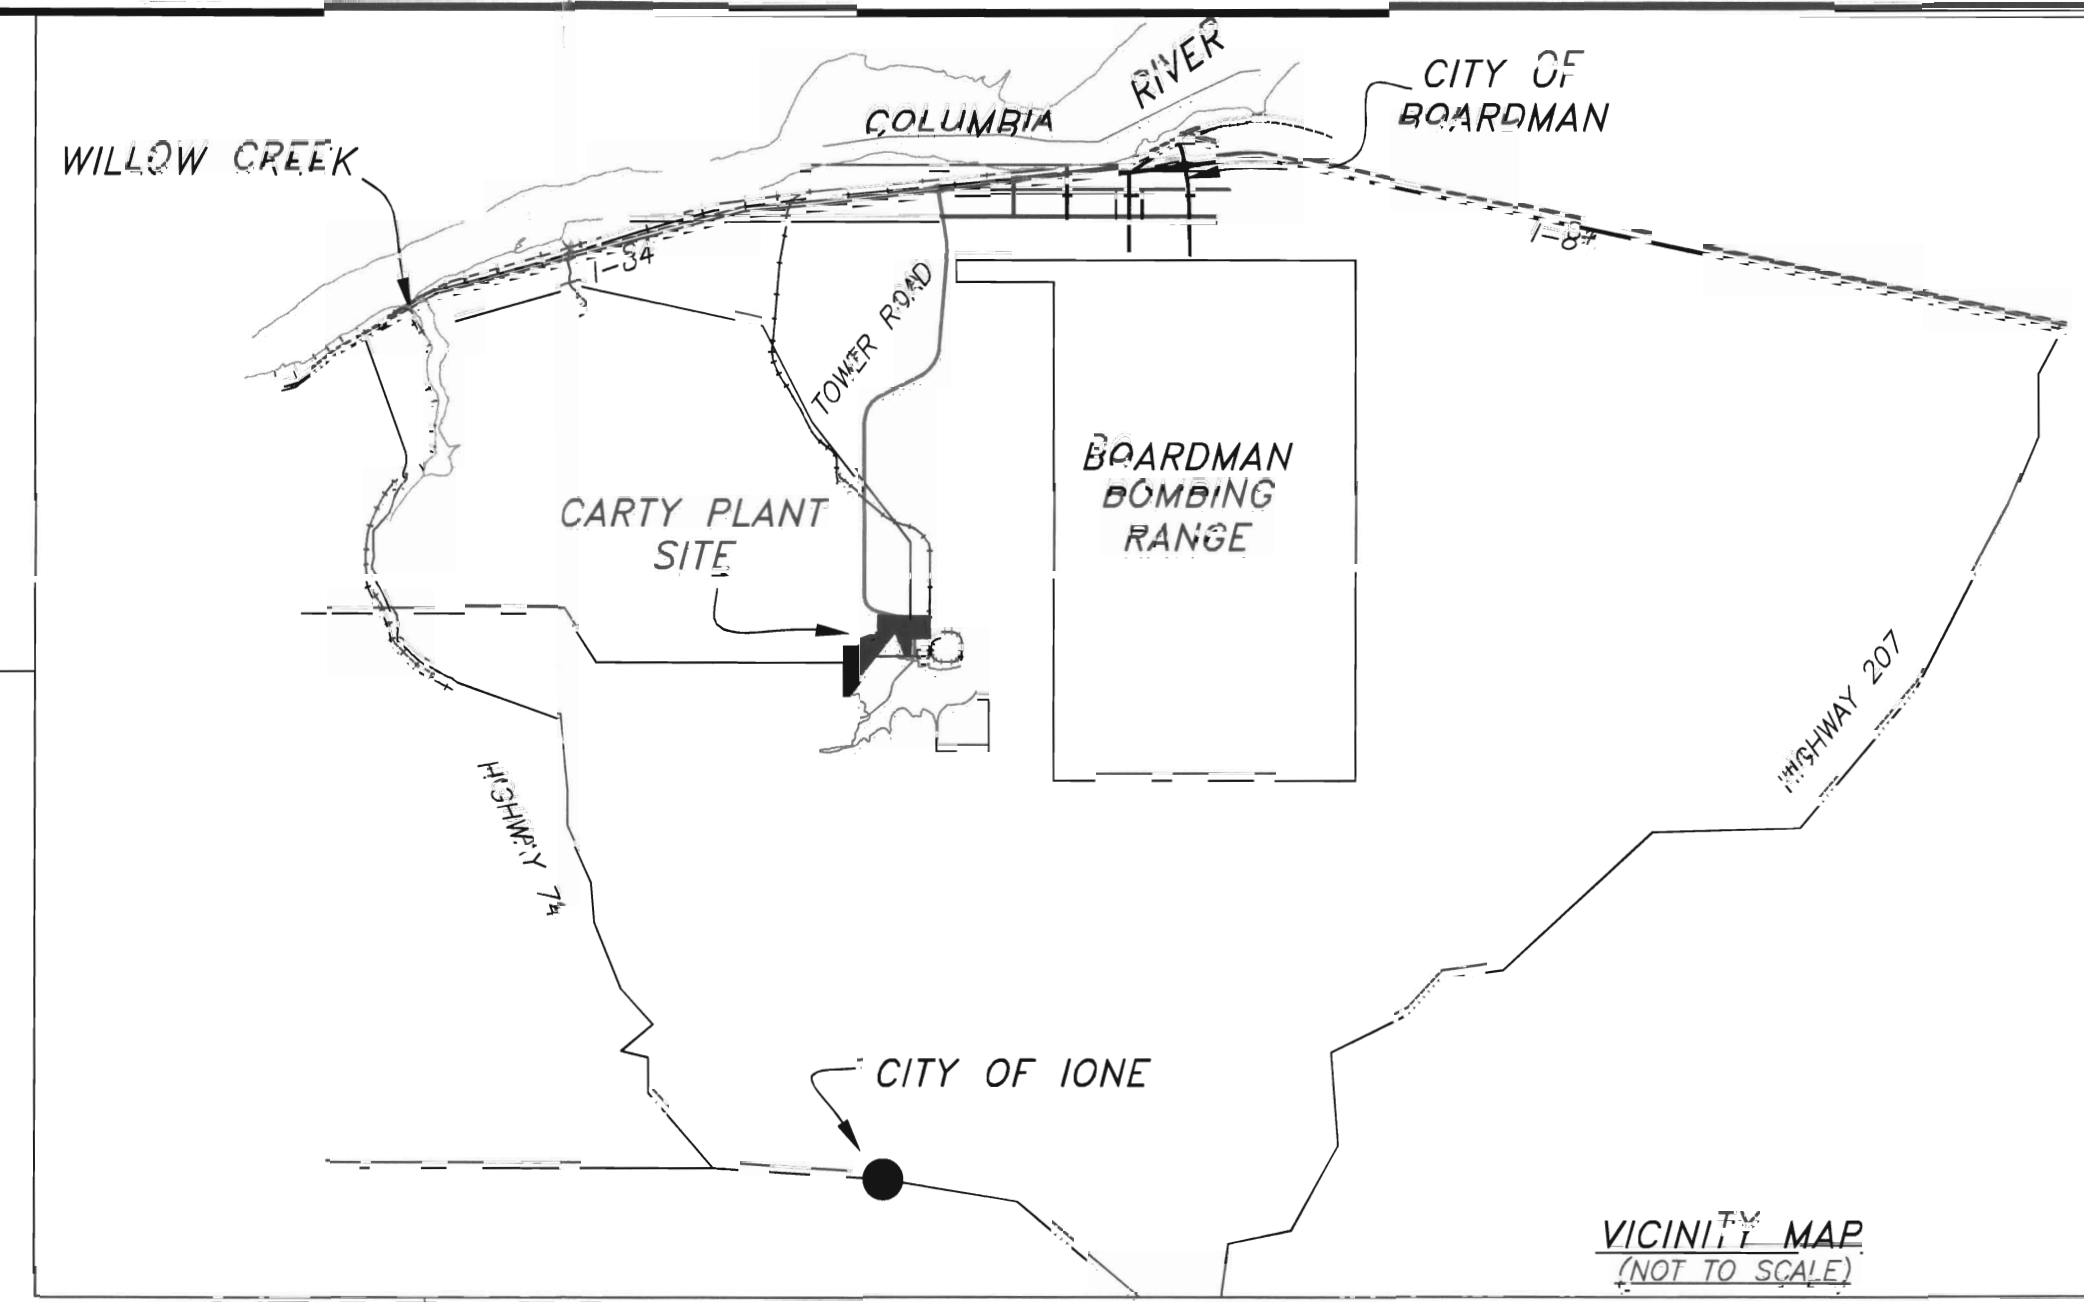 RIVER
CITY OF
BOARDMAN
COLUMBIA
WILLOW CREEK
I-84
I-84
TOWER ROAD
BOARDMAN
BOMBING
RANGE
CARTY PLANT
SITE
HIGHWAY 207
HIGHWAY 74
CITY OF IONE
VICINITY MAP
(NOT TO SCALE)